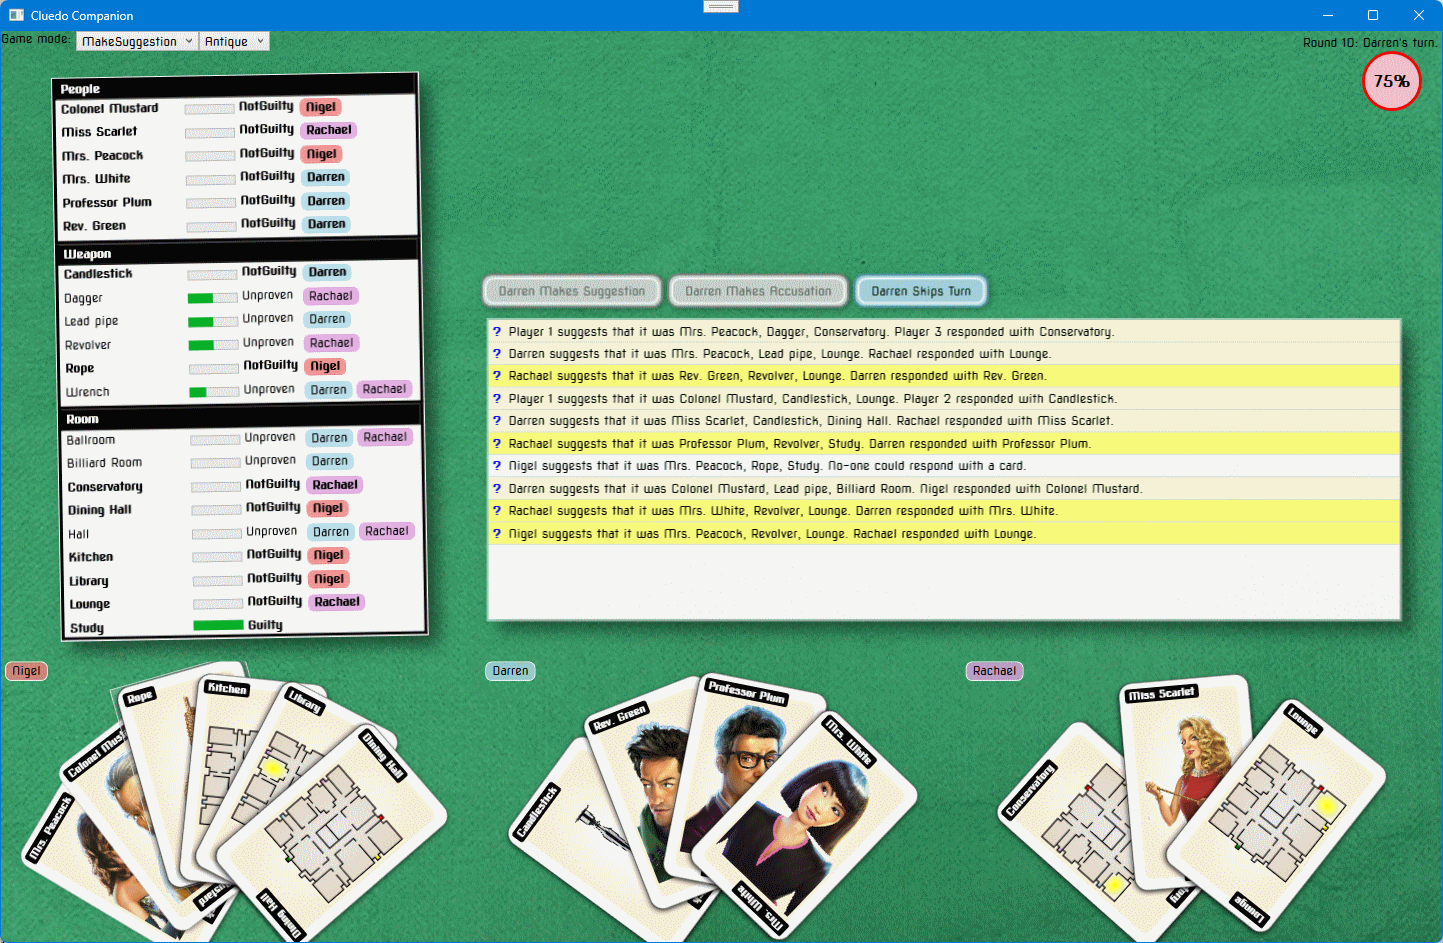 Cluedo Companion
Game mode: MakeSuggestion Antique
Round 10: Darren's turn.
75%
People
Colonel Mustard NotGuilty Nigel
Miss Scarlet NotGuilty Rachael
Mrs. Peacock NotGuilty Nigel
Mrs. White NotGuilty Darren
Professor Plum NotGuilty Darren
Rev. Green NotGuilty Darren
Weapon
Candlestick NotGuilty Darren
Dagger Unproven Rachael
Lead pipe Unproven Darren
Revolver Unproven Rachael
Rope NotGuilty Nigel
Wrench Unproven Darren Rachael
Room
Ballroom Unproven Darren Rachael
Billiard Room Unproven Darren
Conservatory NotGuilty Rachael
Dining Hall NotGuilty Nigel
Hall Unproven Darren Rachael
Kitchen NotGuilty Nigel
Library NotGuilty Nigel
Lounge NotGuilty Rachael
Study Guilty
Darren Makes Suggestion Darren Makes Accusation Darren Skips Turn
? Player 1 suggests that it was Mrs. Peacock, Dagger, Conservatory. Player 3 responded with Conservatory.
? Darren suggests that it was Mrs. Peacock, Lead pipe, Lounge. Rachael responded with Lounge.
? Rachael suggests that it was Rev. Green, Revolver, Lounge. Darren responded with Rev. Green.
? Player 1 suggests that it was Colonel Mustard, Candlestick, Lounge. Player 2 responded with Candlestick.
? Darren suggests that it was Miss Scarlet, Candlestick, Dining Hall. Rachael responded with Miss Scarlet.
? Rachael suggests that it was Professor Plum, Revolver, Study. Darren responded with Professor Plum.
? Nigel suggests that it was Mrs. Peacock, Rope, Study. No-one could respond with a card.
? Darren suggests that it was Colonel Mustard, Lead pipe, Billiard Room. Nigel responded with Colonel Mustard.
? Rachael suggests that it was Mrs. White, Revolver, Lounge. Darren responded with Mrs. White.
? Nigel suggests that it was Mrs. Peacock, Revolver, Lounge. Rachael responded with Lounge.
Nigel
Mrs. Peacock
Colonel Must
Rope
Kitchen
Library
Dining Hall
ustard
Dining Hall
Darren
Candlestick
Rev. Green
Professor Plum
Mrs. White
Mrs. White
Rachael
Conservatory
Miss Scarlet
Lounge
ory
Lounge